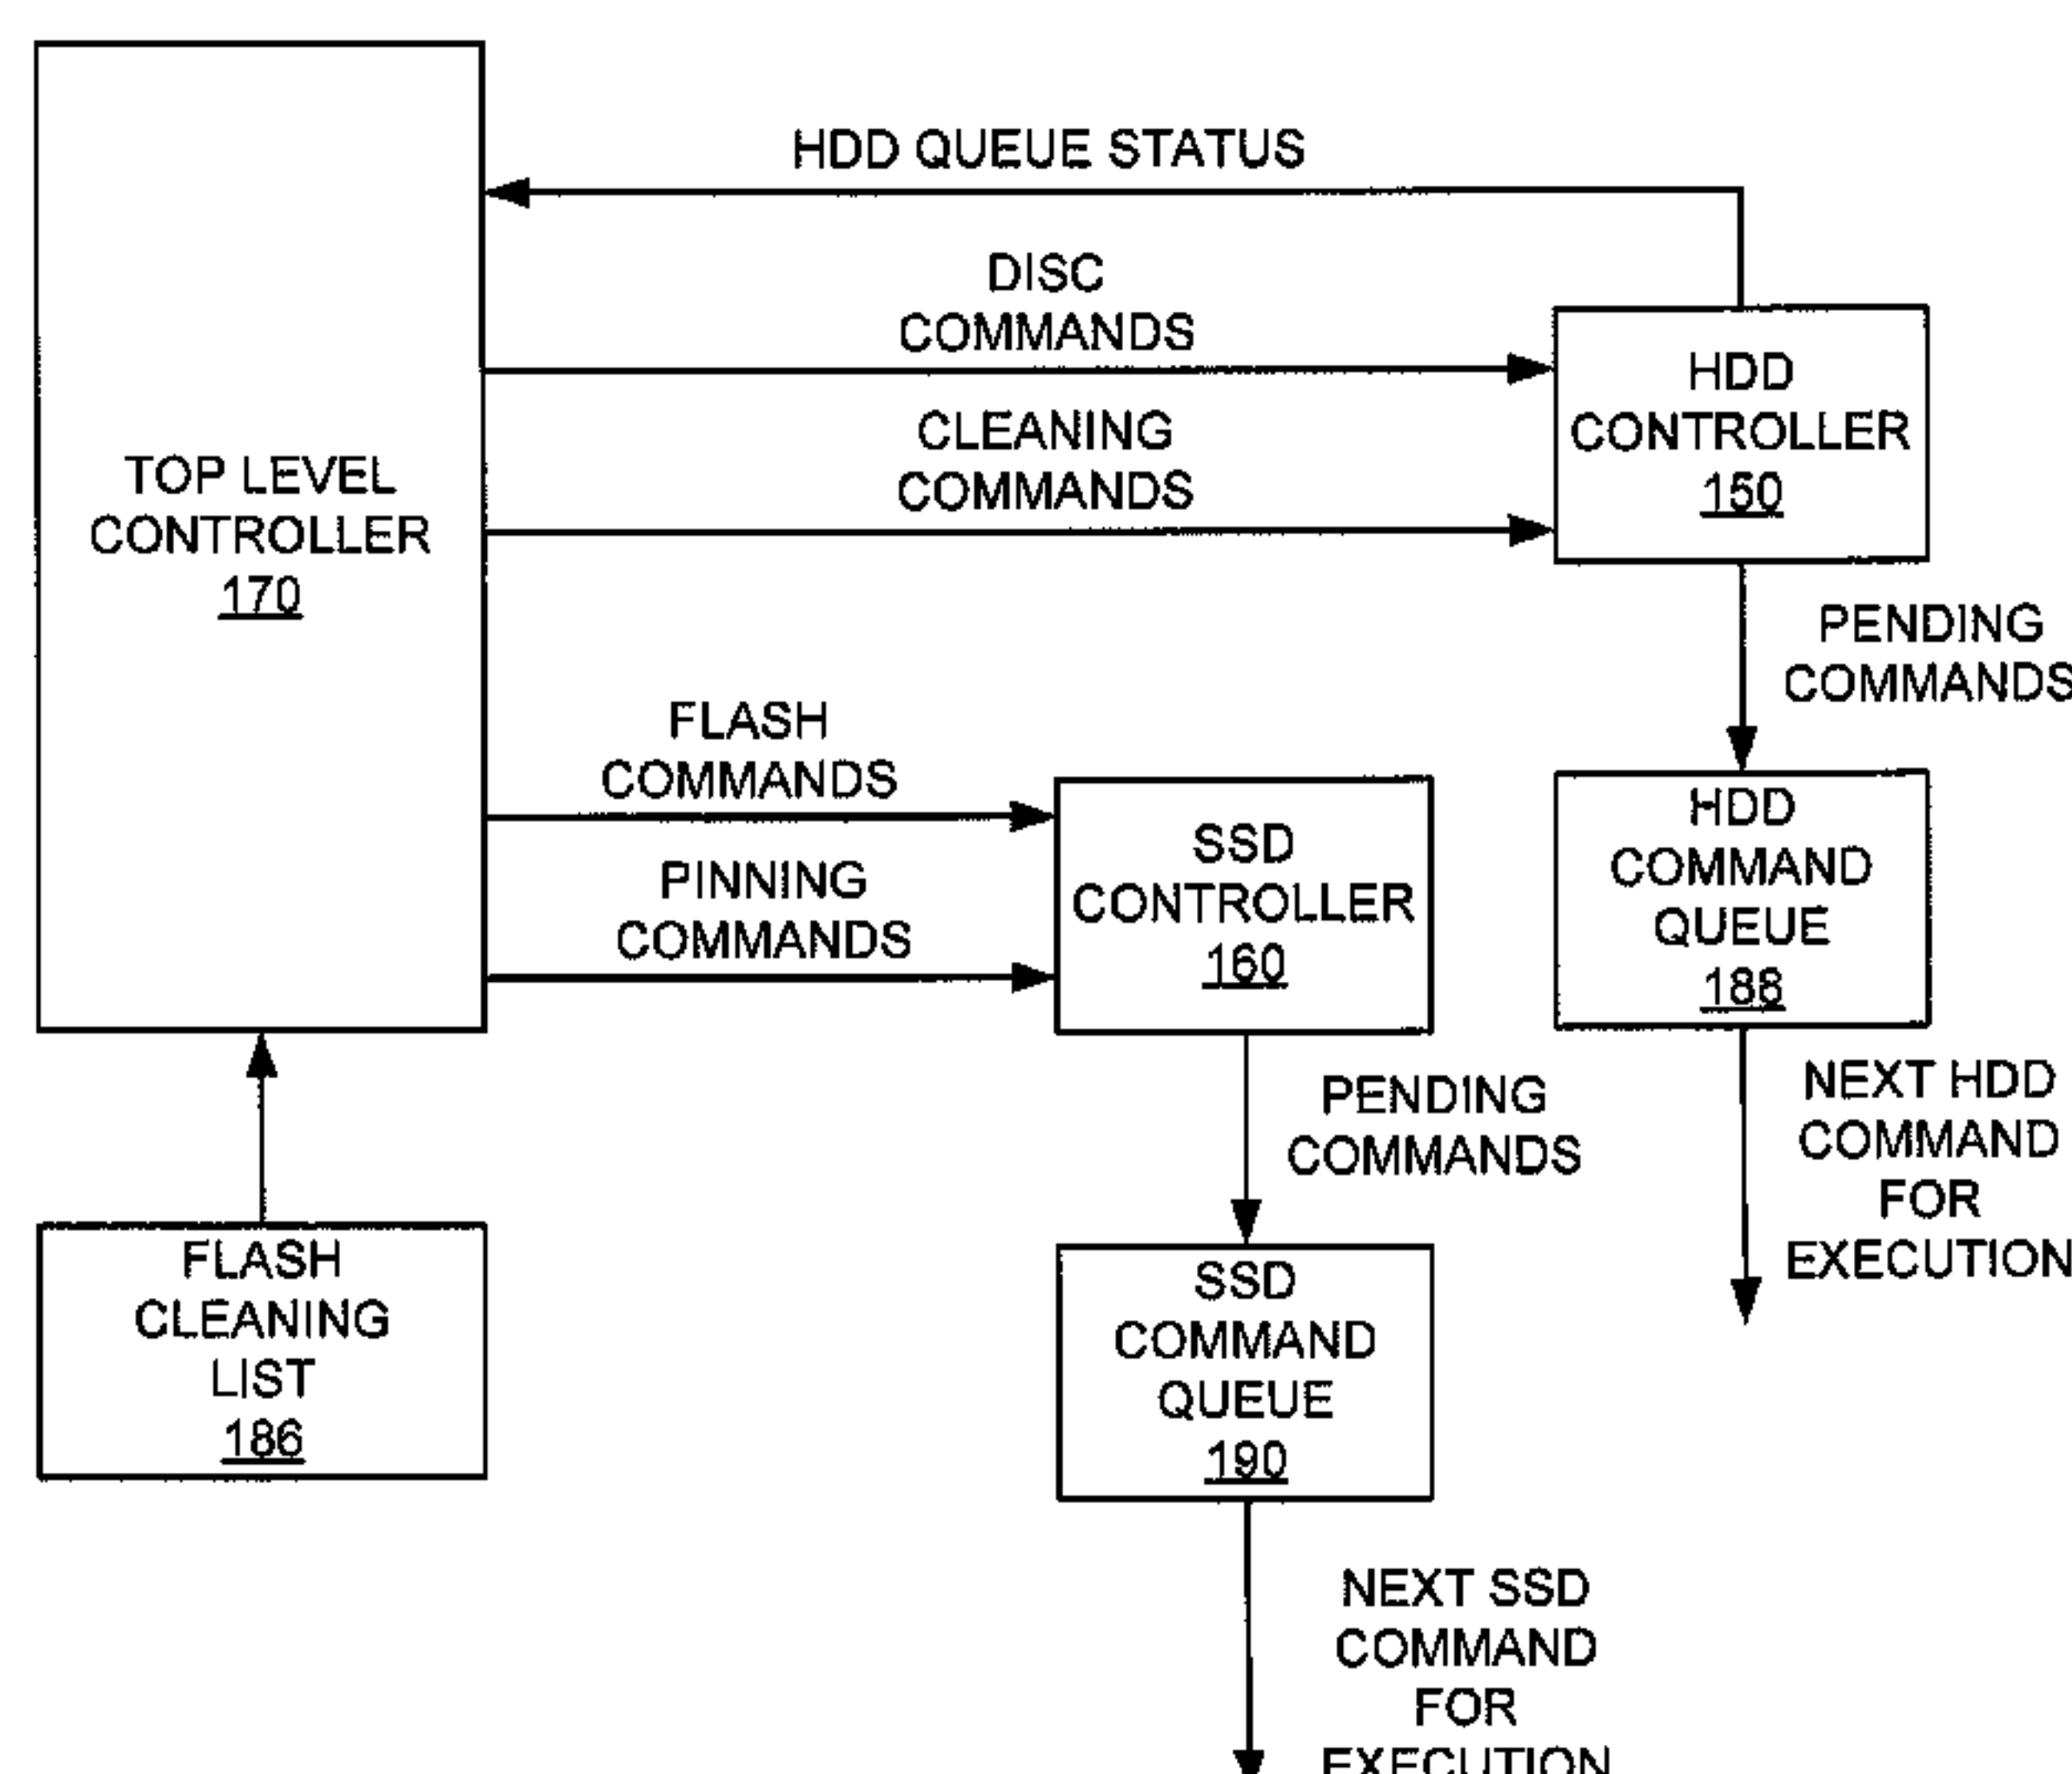 HDD QUEUE STATUS
DISC
COMMANDS
CLEANING
COMMANDS
TOP LEVEL
CONTROLLER
170
HDD
CONTROLLER
150
PENDING
COMMANDS
FLASH
COMMANDS
PINNING
COMMANDS
SSD
CONTROLLER
160
HDD
COMMAND
QUEUE
188
PENDING
COMMANDS
NEXT HDD
COMMAND
FOR
EXECUTION
FLASH
CLEANING
LIST
186
SSD
COMMAND
QUEUE
190
NEXT SSD
COMMAND
FOR
EXECUTION